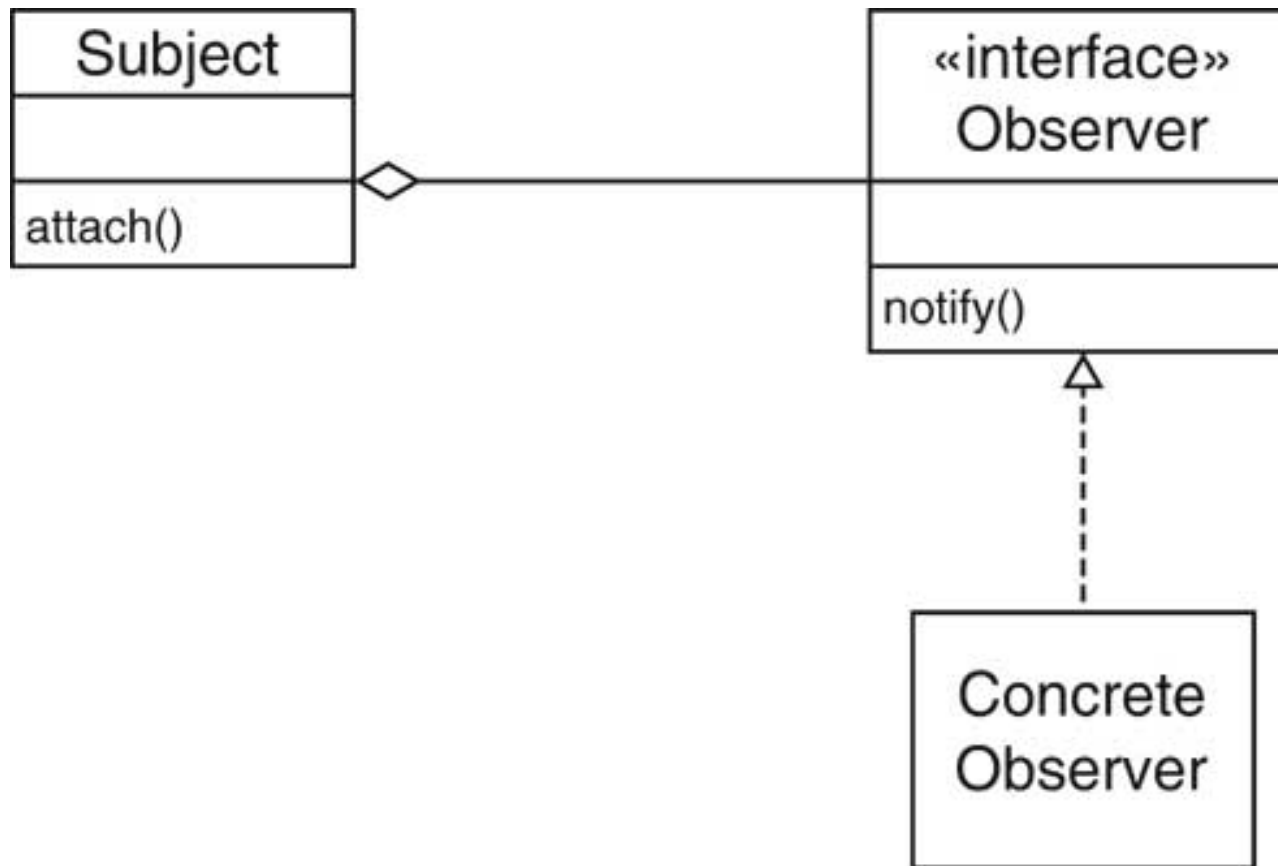 Subject
attach()
«interface»
Observer
notify()
Concrete
Observer